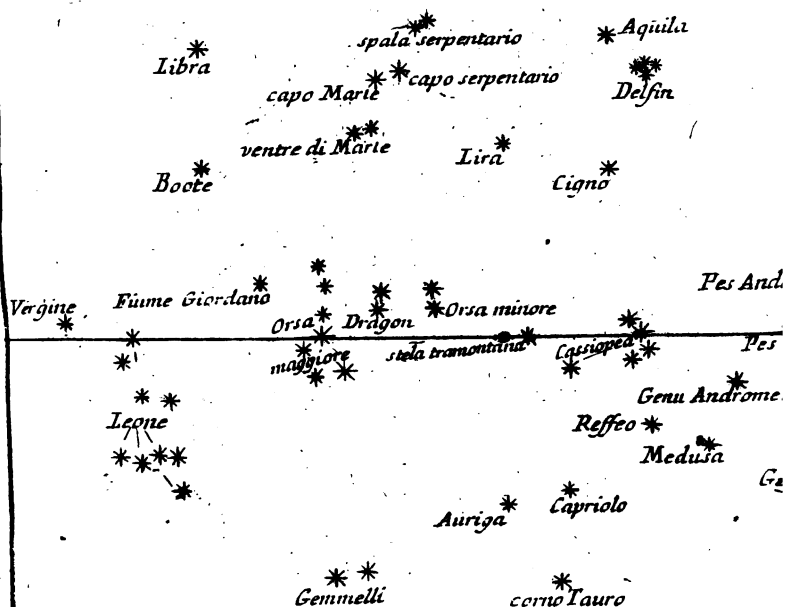 spala serpentario
Aquila
Libra
capo serpentario
capo Marte
Delfin
ventre di Marte
Lira
Boote
Cigno
Pes And
Vergine
Fiume Giordano
Orsa
Dragon
Orsa minore
maggiore
stela tramontana
Cassiopea
Pes
Genu Androme
Leone
Reffeo
Medusa
Ga
Auriga
Capriolo
Gemmelli
corno Tauro